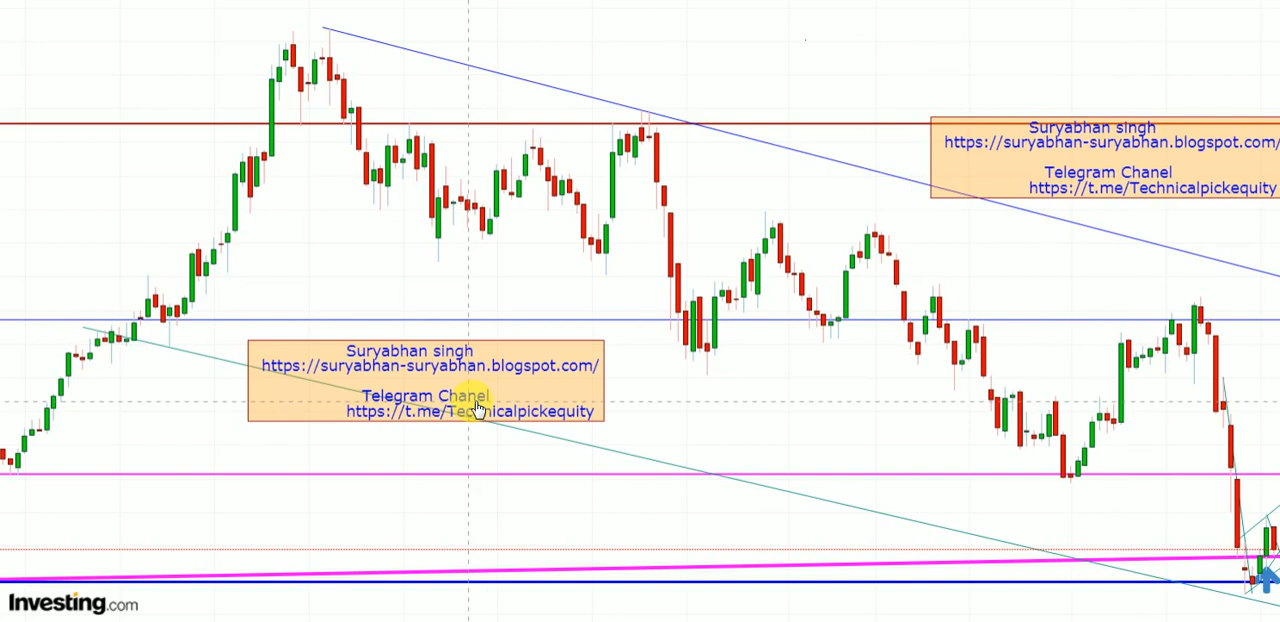 Suryabhan singh
https://suryabhan-suryabhan.blogspot.com/
Telegram Chanel
https://t.me/Technicalpickequity
Suryabhan singh
https://suryabhan-suryabhan.blogspot.com/
Telegram Chanel
https://t.me/Technicalpickequity
Investing.com